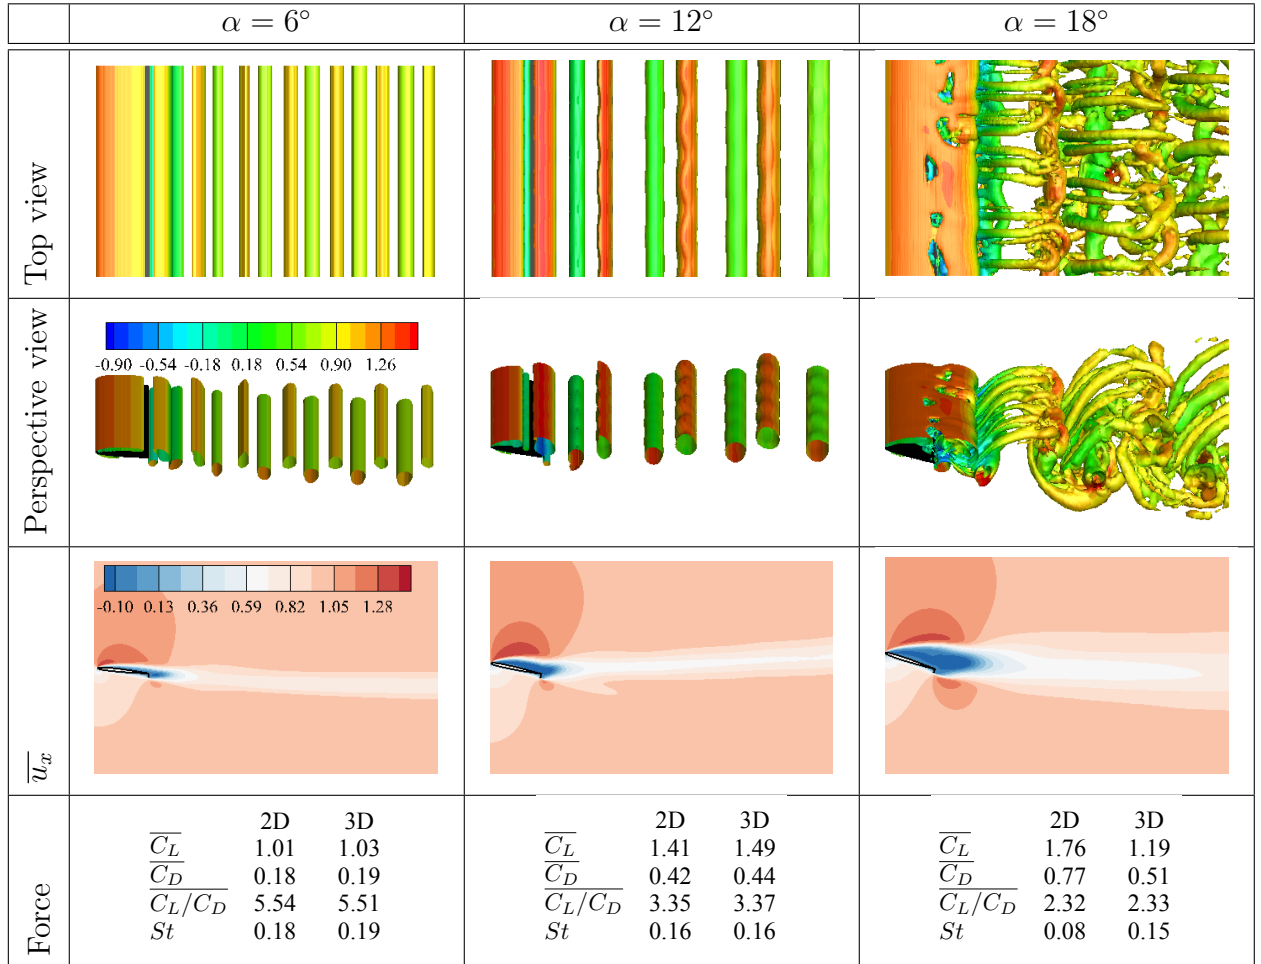 α = 6° α = 12° α = 18°
Top view
Perspective view
-0.90 -0.54 -0.18 0.18 0.54 0.90 1.26
u_x
-0.10 0.13 0.36 0.59 0.82 1.05 1.28
Force
2D 3D
C_L 1.01 1.03
C_D 0.18 0.19
C_L/C_D 5.54 5.51
St 0.18 0.19
2D 3D
C_L 1.41 1.49
C_D 0.42 0.44
C_L/C_D 3.35 3.37
St 0.16 0.16
2D 3D
C_L 1.76 1.19
C_D 0.77 0.51
C_L/C_D 2.32 2.33
St 0.08 0.15